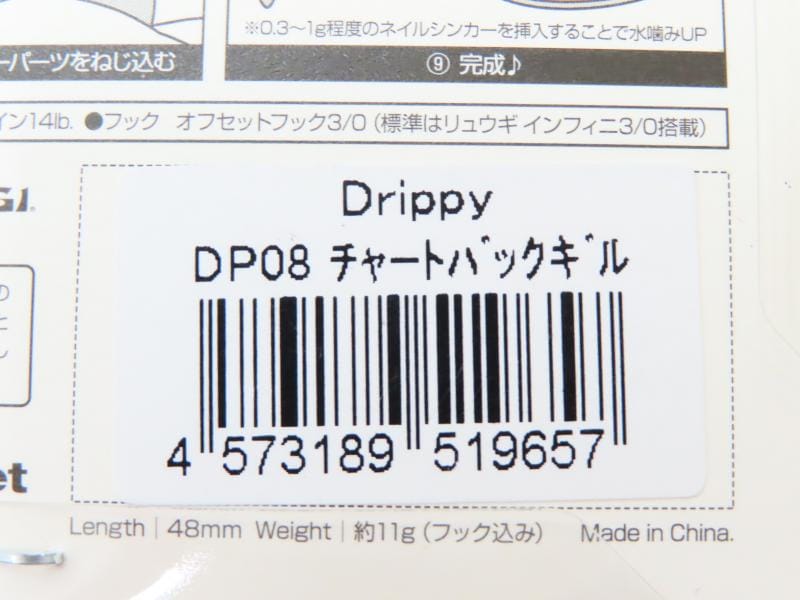 ※0.3～1g程度のネイルシンカーを挿入することで水噛みUP
ーパーツをねじ込む
⑨ 完成♪
イン14lb. ●フック オフセットフック3/0（標準はリュウギ インフィニ3/0搭載）
GI.
Drippy
DP08 チャートバックギル
4 573189 519657
の
と
ん
et
Length｜48mm Weight｜約11g（フック込み） Made in China.